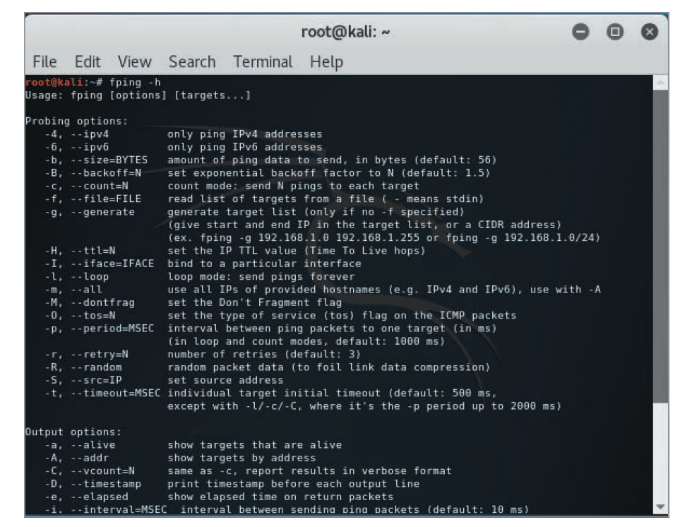 root@kali: ~
File Edit View Search Terminal Help
root@kali:~# fping -h
Usage: fping [options] [targets...]
Probing options:
-4, --ipv4 only ping IPv4 addresses
-6, --ipv6 only ping IPv6 addresses
-b, --size=BYTES amount of ping data to send, in bytes (default: 56)
-B, --backoff=N set exponential backoff factor to N (default: 1.5)
-c, --count=N count mode: send N pings to each target
-f, --file=FILE read list of targets from a file ( - means stdin)
-g, --generate generate target list (only if no -f specified)
(give start and end IP in the target list, or a CIDR address)
(ex. fping -g 192.168.1.0 192.168.1.255 or fping -g 192.168.1.0/24)
-H, --ttl=N set the IP TTL value (Time To Live hops)
-I, --iface=IFACE bind to a particular interface
-l, --loop loop mode: send pings forever
-m, --all use all IPs of provided hostnames (e.g. IPv4 and IPv6), use with -A
-M, --dontfrag set the Don't Fragment flag
-O, --tos=N set the type of service (tos) flag on the ICMP packets
-p, --period=MSEC interval between ping packets to one target (in ms)
(in loop and count modes, default: 1000 ms)
-r, --retry=N number of retries (default: 3)
-R, --random random packet data (to foil link data compression)
-S, --src=IP set source address
-t, --timeout=MSEC individual target initial timeout (default: 500 ms,
except with -l/-c/-C, where it's the -p period up to 2000 ms)
Output options:
-a, --alive show targets that are alive
-A, --addr show targets by address
-C, --vcount=N same as -c, report results in verbose format
-D, --timestamp print timestamp before each output line
-e, --elapsed show elapsed time on return packets
-i, --interval=MSEC interval between sending ping packets (default: 10 ms)